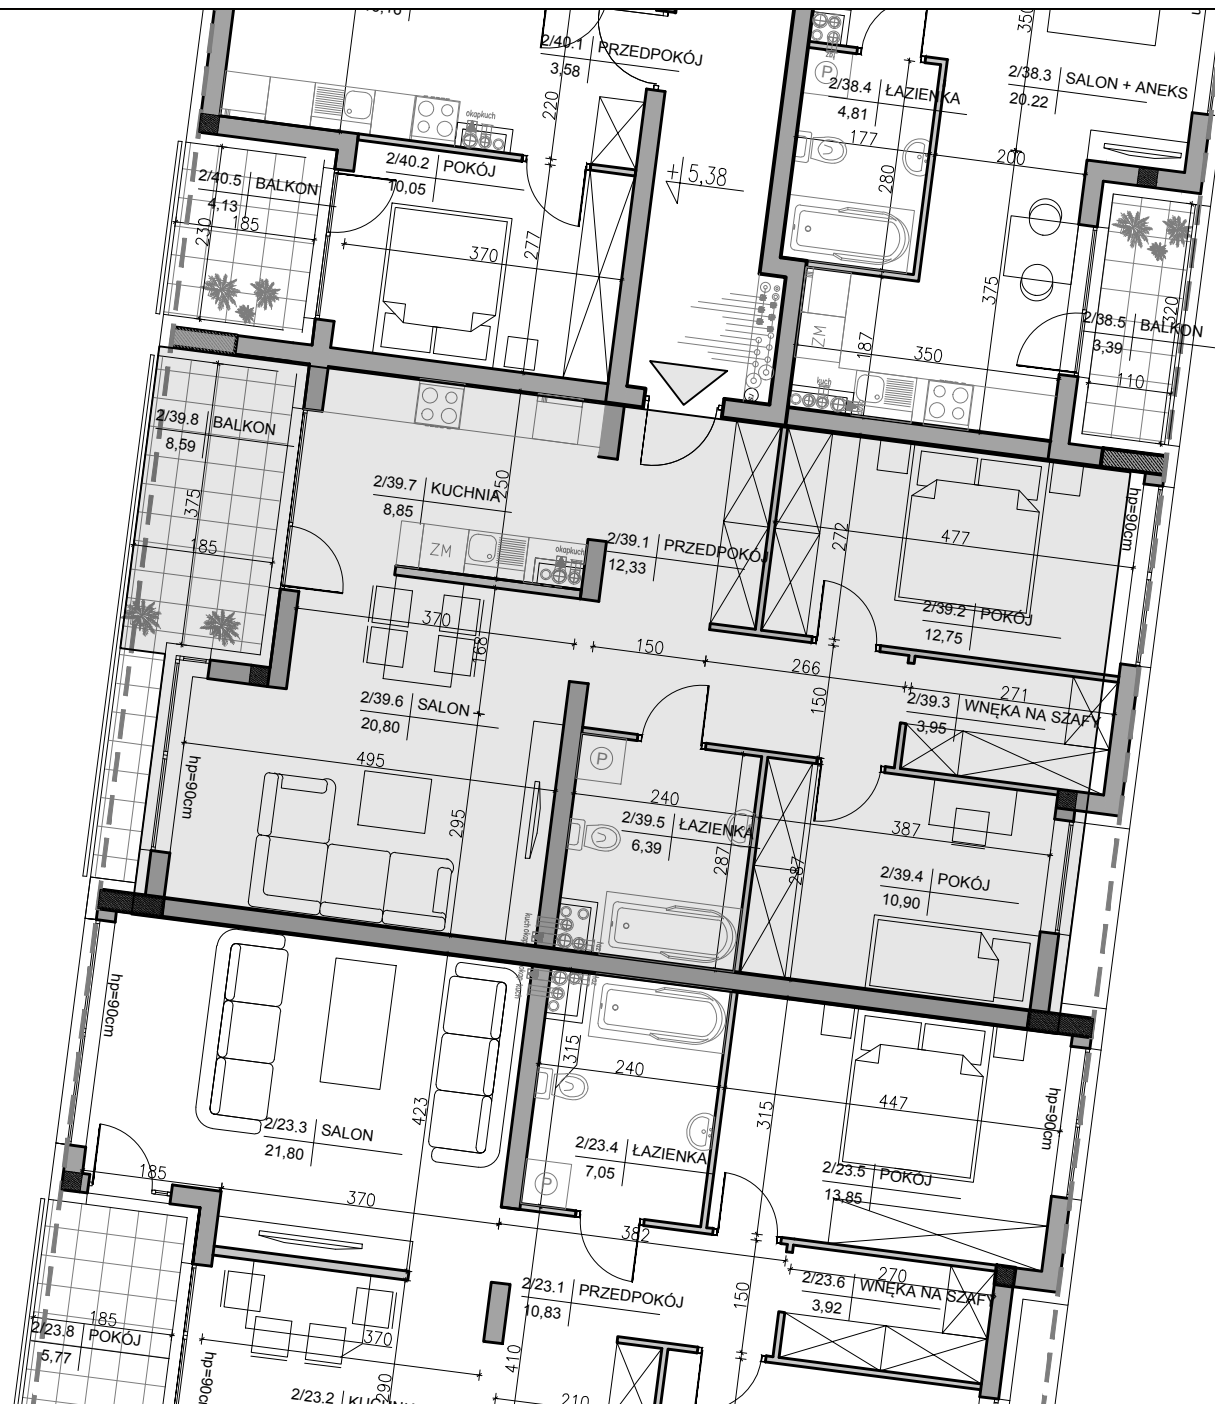 2/40.1 PRZEDPOKÓJ
3,58
220
okapkuch
2/40.2 POKÓJ
10,05
2/40.5 BALKON
4,13
185
230
370
277
+5,38
350
2/38.3 SALON + ANEKS
20.22
P
2/38.4 ŁAZIENKA
4,81
177
200
280
375
2/38.5 BALKON
3,39
320
110
ZM
187
350
kuch
2/39.8 BALKON
8,59
375
185
2/39.7 KUCHNIA
8,85
250
ZM
okapkuch
2/39.1 PRZEDPOKÓJ
12,33
272
477
hp=90cm
2/39.2 POKÓJ
12,75
370
168
150
266
150
271
2/39.3 WNĘKA NA SZAFY
3,95
2/39.6 SALON
20,80
495
hp=90cm
295
P
240
2/39.5 ŁAZIENKA
6,39
287
287
387
2/39.4 POKÓJ
10,90
hp=90cm
315
240
447
hp=90cm
423
315
2/23.3 SALON
21,80
2/23.4 ŁAZIENKA
7,05
P
2/23.5 POKÓJ
13,85
185
370
382
2/23.1 PRZEDPOKÓJ
10,83
150
270
2/23.6 WNĘKA NA SZAFY
3,92
185
2/23.8 POKÓJ
5,77
370
410
hp=90cm
290
210